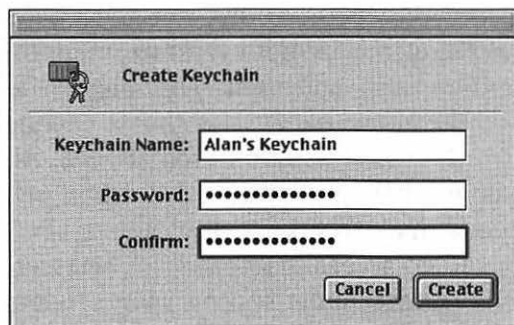 Create Keychain
Keychain Name: Alan's Keychain
Password: ••••••••••••••
Confirm: ••••••••••••••
Cancel Create